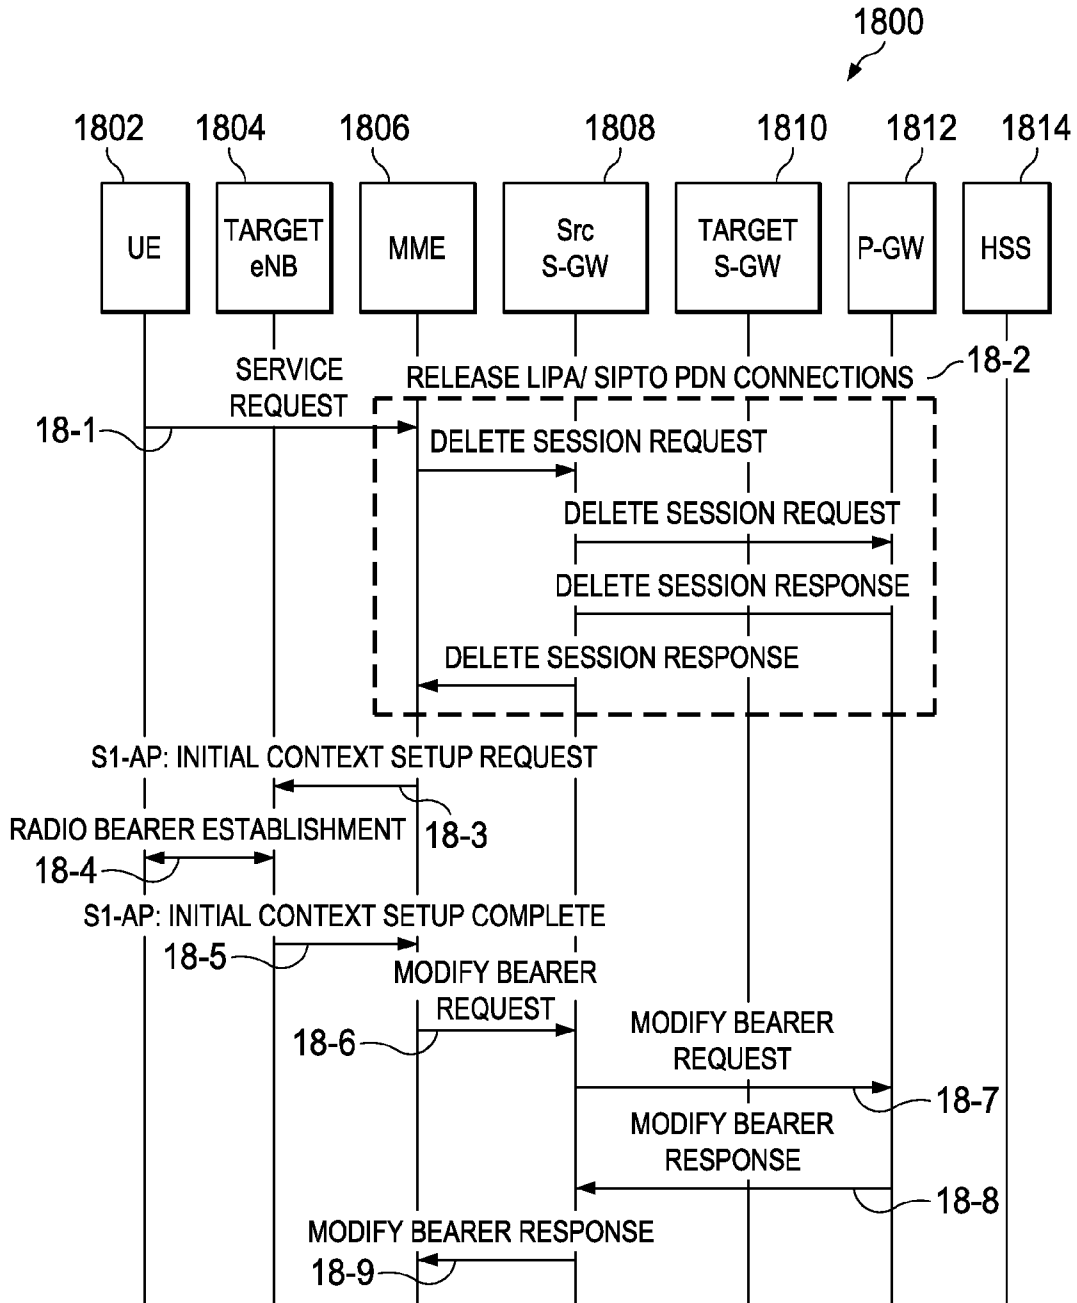 1800
1802
1804
1806
1808
1810
1812
1814
UE
TARGET
eNB
MME
Src
S-GW
TARGET
S-GW
P-GW
HSS
SERVICE
REQUEST
18-1
RELEASE LIPA/ SIPTO PDN CONNECTIONS
18-2
DELETE SESSION REQUEST
DELETE SESSION REQUEST
DELETE SESSION RESPONSE
DELETE SESSION RESPONSE
S1-AP: INITIAL CONTEXT SETUP REQUEST
18-3
RADIO BEARER ESTABLISHMENT
18-4
S1-AP: INITIAL CONTEXT SETUP COMPLETE
18-5
MODIFY BEARER
REQUEST
18-6
MODIFY BEARER
REQUEST
18-7
MODIFY BEARER
RESPONSE
18-8
MODIFY BEARER RESPONSE
18-9